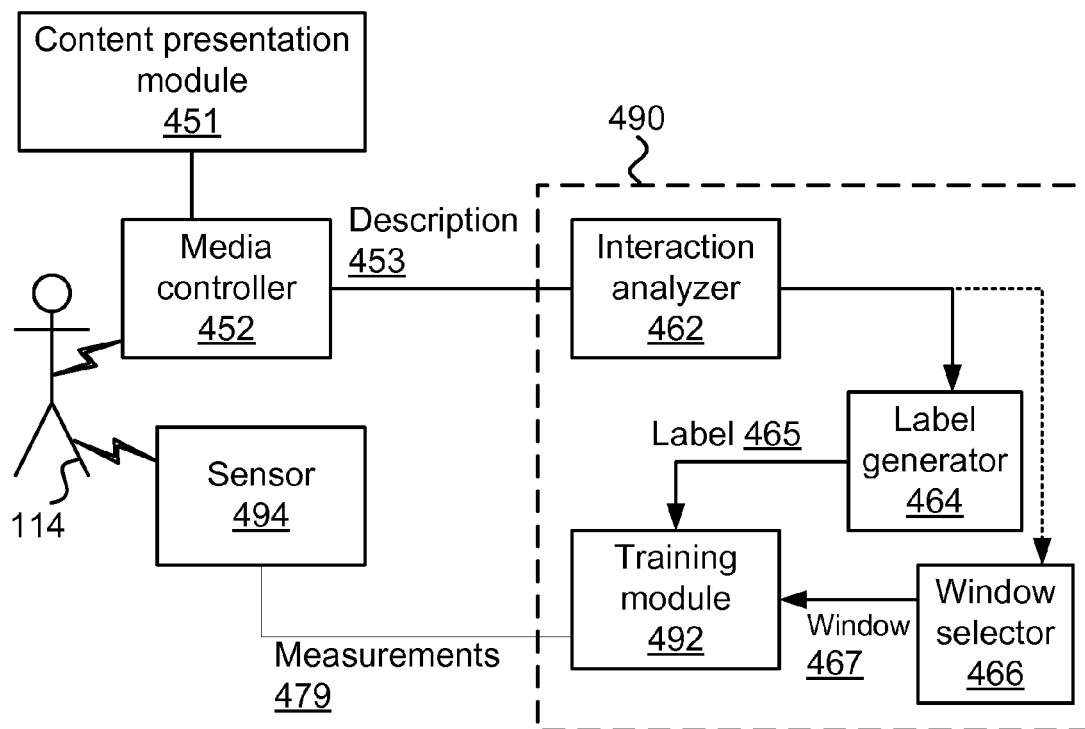 Content presentation
module
451
490
Description
453
Media
controller
452
Interaction
analyzer
462
Label 465
Label
generator
464
Sensor
494
114
Training
module
492
Window
467
Window
selector
466
Measurements
479